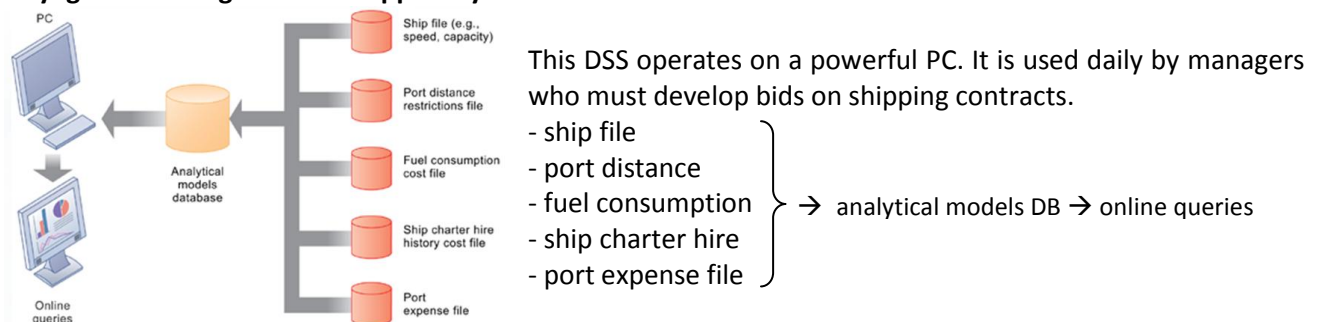 PC
Ship file (e.g.,
speed, capacity)
Port distance
restrictions file
Fuel consumption
cost file
Ship charter hire
history cost file
Port
expense file
Analytical
models
database
Online
queries
This DSS operates on a powerful PC. It is used daily by managers
who must develop bids on shipping contracts.
- ship file
- port distance
- fuel consumption
- ship charter hire
- port expense file
→ analytical models DB → online queries